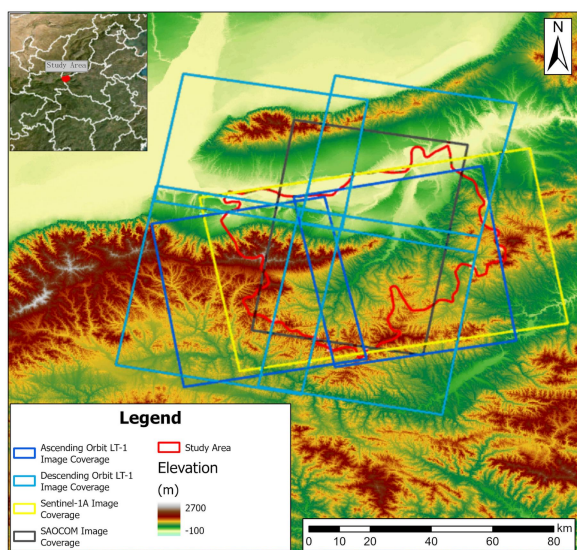 Study Area
N
Legend
Ascending Orbit LT-1
Image Coverage
Descending Orbit LT-1
Image Coverage
Sentinel-1A Image
Coverage
SAOCOM Image
Coverage
Study Area
Elevation
(m)
2700
-100
km
0 10 20 40 60 80